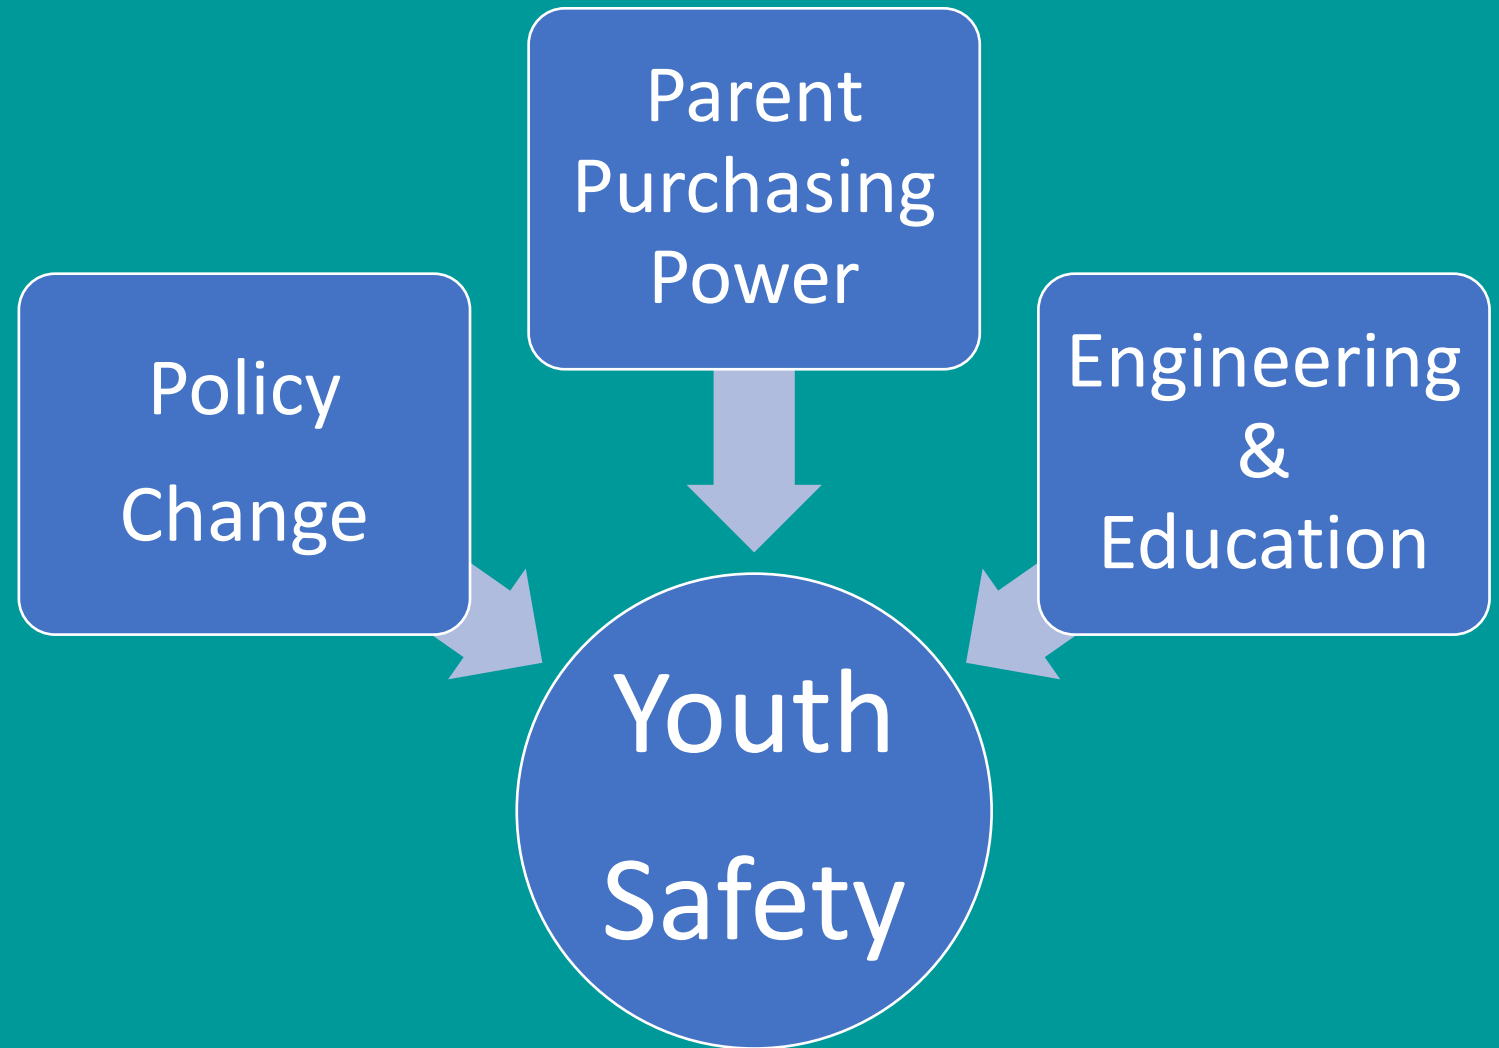 Parent
Purchasing
Power
Policy
Change
Engineering
&
Education
Youth
Safety